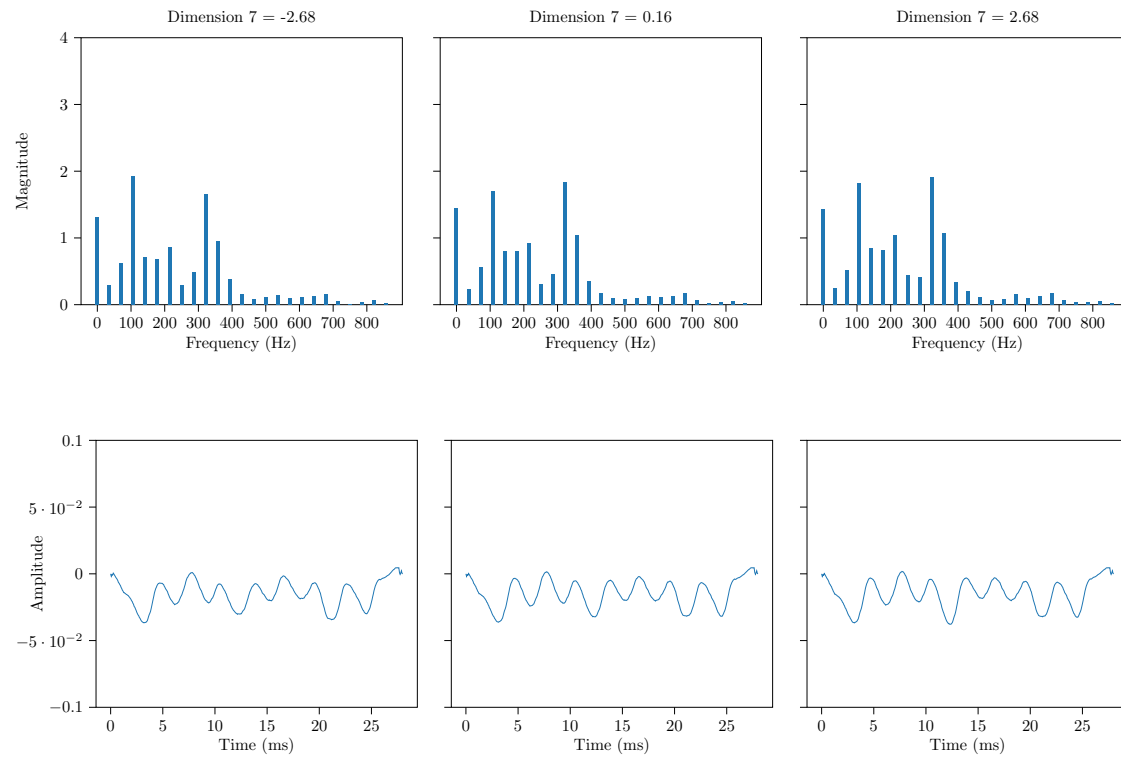 Dimension 7 = -2.68
Dimension 7 = 0.16
Dimension 7 = 2.68
4
3
2
1
0
Magnitude
0 100 200 300 400 500 600 700 800
Frequency (Hz)
0 100 200 300 400 500 600 700 800
Frequency (Hz)
0 100 200 300 400 500 600 700 800
Frequency (Hz)
0.1
5 · 10⁻²
0
−5 · 10⁻²
−0.1
Amplitude
0 5 10 15 20 25
Time (ms)
0 5 10 15 20 25
Time (ms)
0 5 10 15 20 25
Time (ms)